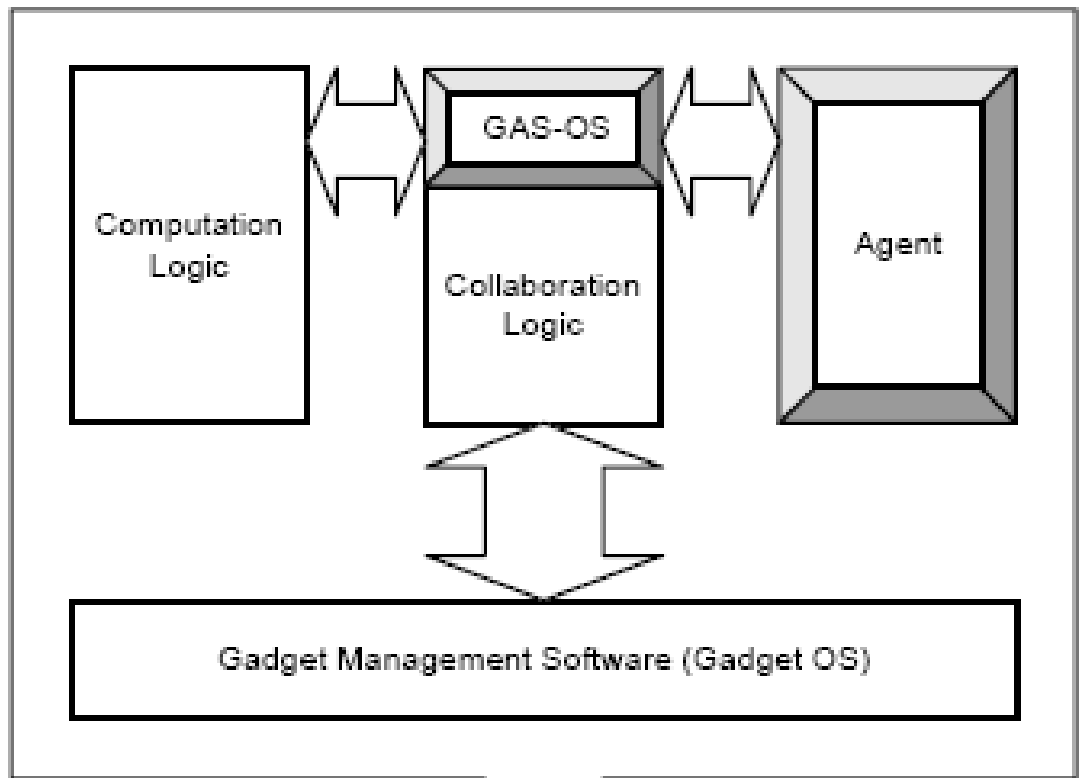 GAS-OS
Computation
Logic
Collaboration
Logic
Agent
Gadget Management Software (Gadget OS)